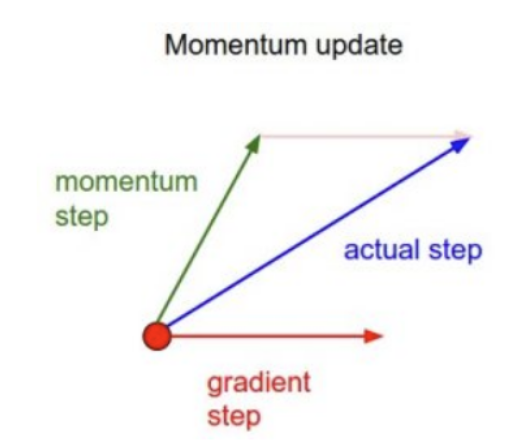 Momentum update
momentum
step
actual step
gradient
step